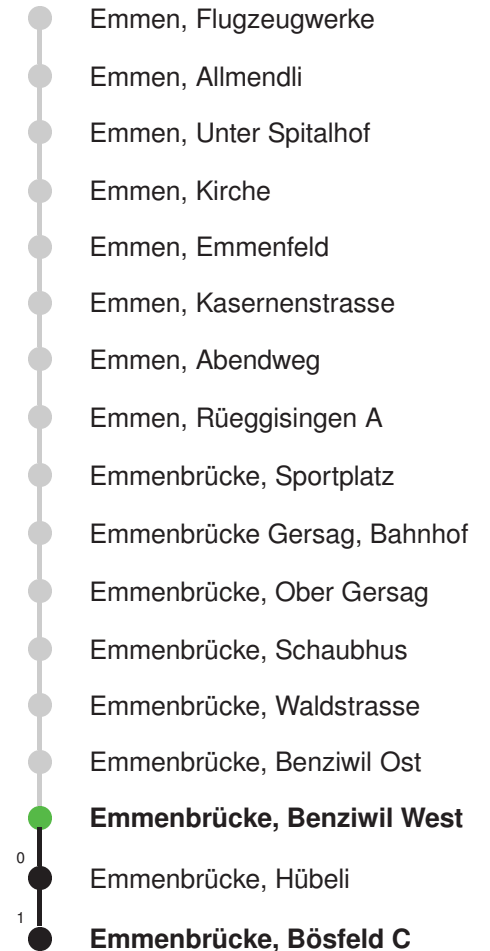 Emmen, Flugzeugwerke
Emmen, Allmendli
Emmen, Unter Spitalhof
Emmen, Kirche
Emmen, Emmenfeld
Emmen, Kasernenstrasse
Emmen, Abendweg
Emmen, Rüeggisingen A
Emmenbrücke, Sportplatz
Emmenbrücke Gersag, Bahnhof
Emmenbrücke, Ober Gersag
Emmenbrücke, Schaubhus
Emmenbrücke, Waldstrasse
Emmenbrücke, Benziwil Ost
Emmenbrücke, Benziwil West
0
Emmenbrücke, Hübeli
1
Emmenbrücke, Bösfeld C